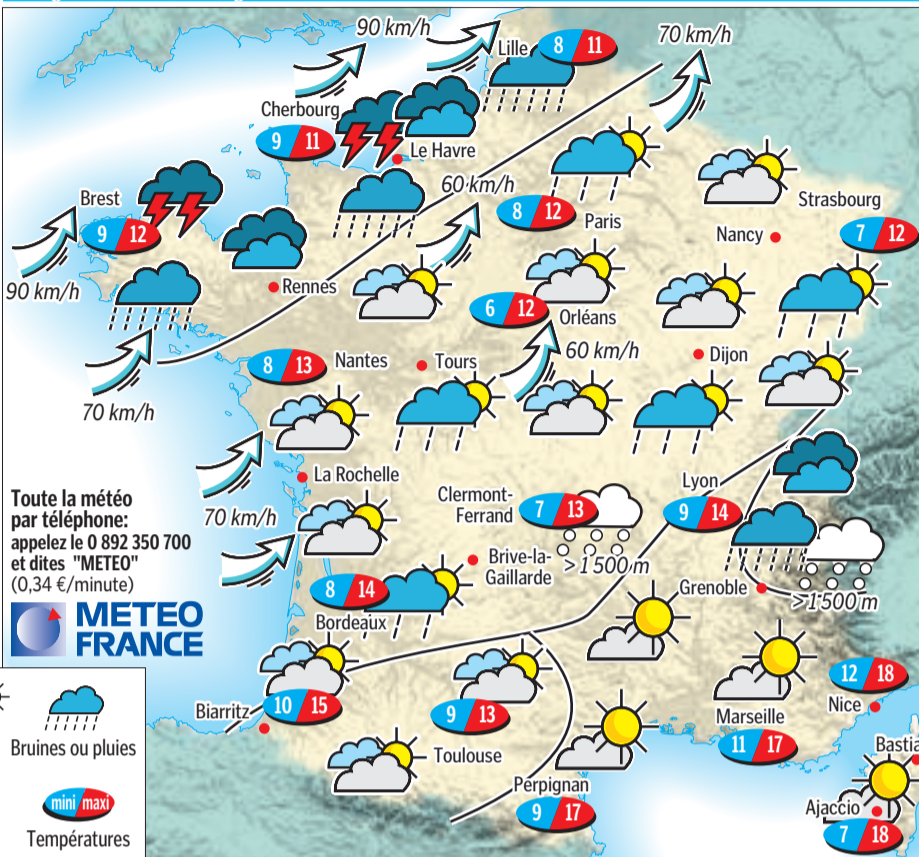 90 km/h
Lille
8 11
70 km/h
Cherbourg
9 11
Le Havre
60 km/h
Brest
9 12
8 12
Paris
Strasbourg
7 12
Nancy
90 km/h
Rennes
6 12
Orléans
60 km/h
Dijon
8 13
Nantes
Tours
70 km/h
La Rochelle
Toute la météo
par téléphone:
appelez le 0 892 350 700
et dites "METEO"
(0,34 €/minute)
METEO
FRANCE
70 km/h
Clermont-
Ferrand
7 13
Lyon
9 14
Brive-la-
Gaillarde
>1500 m
Grenoble
>1500 m
8 14
Bordeaux
Biarritz
10 15
9 13
Toulouse
12 18
Nice
Marseille
11 17
Bastia
Perpignan
9 17
Ajaccio
7 18
Bruines ou pluies
mini maxi
Températures